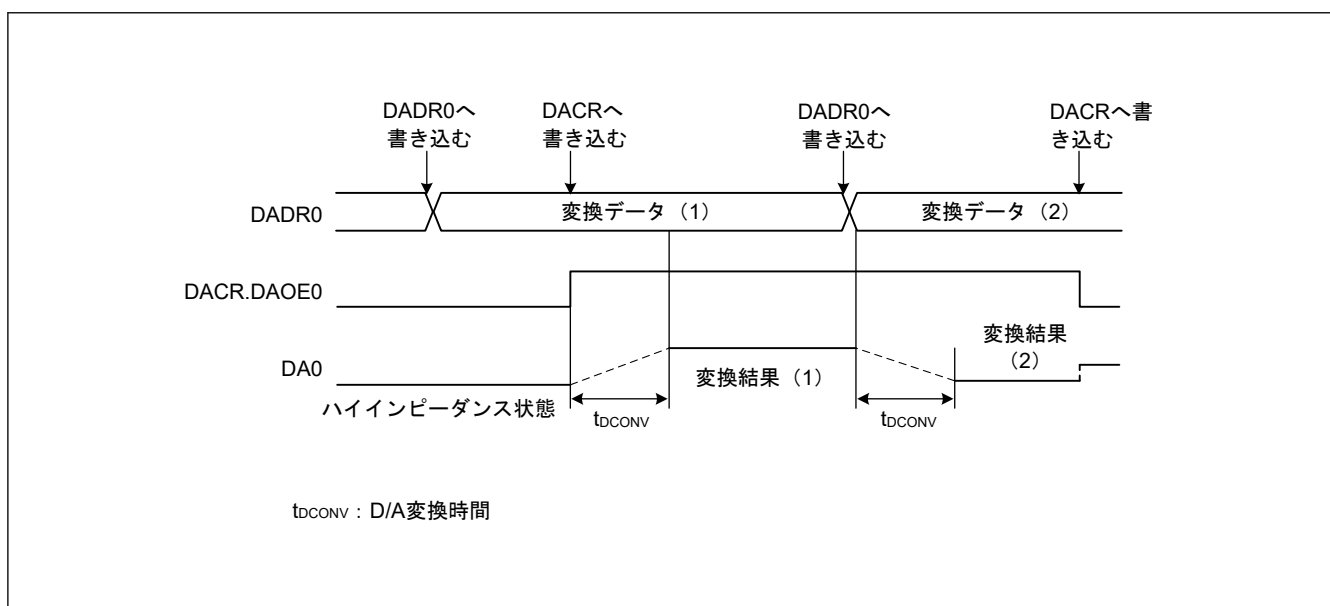 DADR0へ
書き込む
DACRへ
書き込む
DADR0へ
書き込む
DACRへ書
き込む
DADR0
変換データ（1）
変換データ（2）
DACR.DAOE0
DA0
変換結果（1）
変換結果
（2）
ハイインピーダンス状態
tDCONV
tDCONV
tDCONV：D/A変換時間